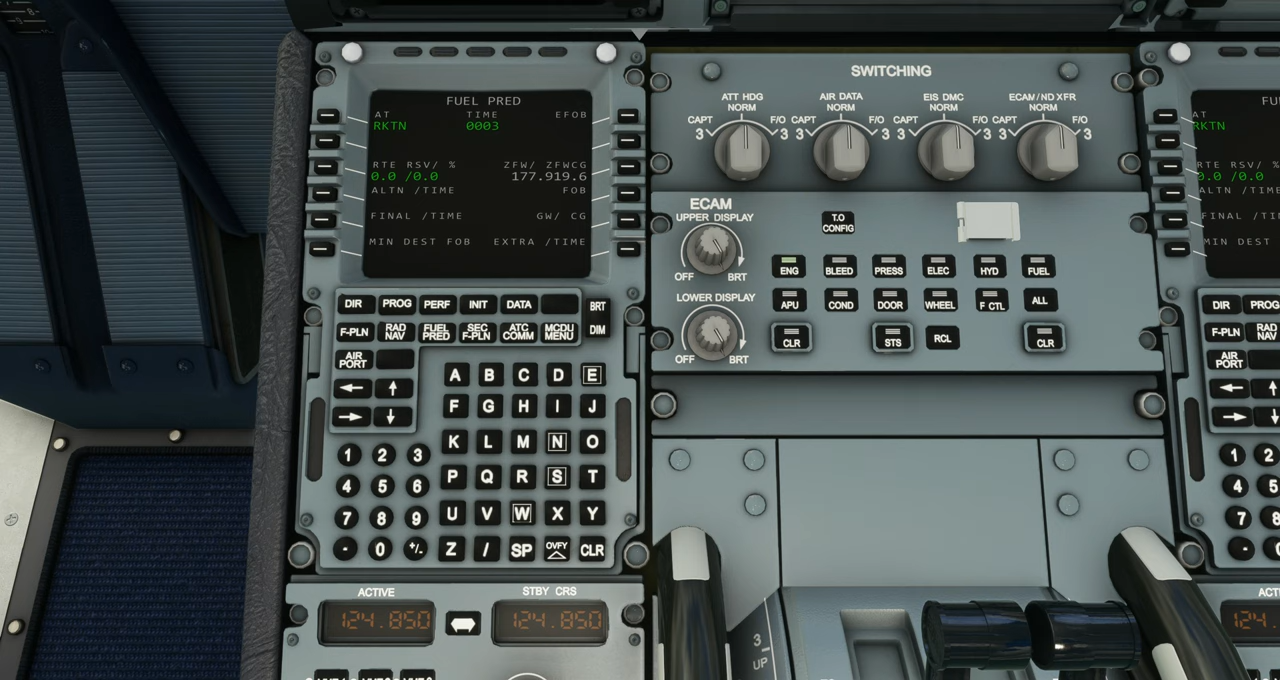 FUEL PRED
AT TIME EFOB
RKTN 0003
RTE RSV/ % ZFW/ ZFWCG
0.0 /0.0 177.919.6
ALTN /TIME FOB
FINAL /TIME GW/ CG
MIN DEST FOB EXTRA /TIME
DIR PROG PERF INIT DATA BRT
F-PLN RAD NAV FUEL PRED SEC F-PLN ATC COMM MCDU MENU DIM
AIR PORT
← ↑
→ ↓
A B C D E
F G H I J
K L M N O
P Q R S T
U V W X Y
Z / SP OVFY CLR
1 2 3
4 5 6
7 8 9
. 0 +/-
ACTIVE STBY CRS
124.850 124.850
SWITCHING
ATT HDG AIR DATA EIS DMC ECAM/ND XFR
NORM NORM NORM NORM
CAPT F/O CAPT F/O CAPT F/O CAPT F/O
3 3 3 3 3 3 3 3
ECAM
UPPER DISPLAY
OFF BRT
LOWER DISPLAY
OFF BRT
T.O CONFIG
ENG BLEED PRESS ELEC HYD FUEL
APU COND DOOR WHEEL F CTL ALL
CLR STS RCL CLR
3
UP
AT
RKTN
RTE RSV/ %
0.0 /0.0
ALTN /TIME
FINAL /TIME
MIN DEST
DIR PROG
F-PLN RAD NAV
AIR PORT
← ↑
→ ↓
1 2
4 5
7 8
124.